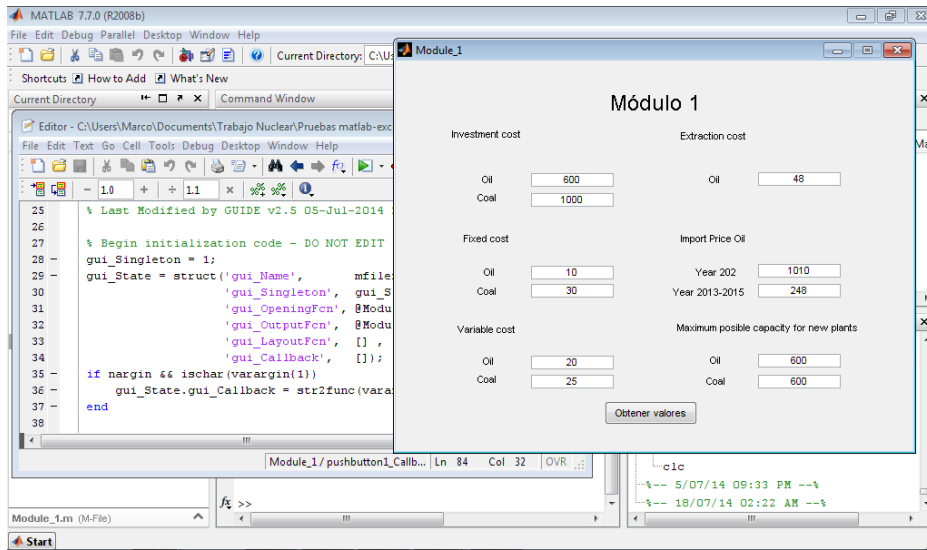 MATLAB 7.7.0 (R2008b)
File Edit Debug Parallel Desktop Window Help
Current Directory: C:\Us
Shortcuts How to Add What's New
Current Directory
Command Window
Editor - C:\Users\Marco\Documents\Trabajo Nuclear\Pruebas matlab-exc
File Edit Text Go Cell Tools Debug Desktop Window Help
- 1.0 + ÷ 1.1 ×
25 % Last Modified by GUIDE v2.5 05-Jul-2014
26
27 % Begin initialization code - DO NOT EDIT
28 - gui_Singleton = 1;
29 - gui_State = struct('gui_Name', mfile
30 'gui_Singleton', gui_S
31 'gui_OpeningFcn', @Modu
32 'gui_OutputFcn', @Modu
33 'gui_LayoutFcn', [] ,
34 'gui_Callback', []);
35 - if nargin && ischar(varargin{1})
36 - gui_State.gui_Callback = str2func(vara
37 - end
38
Module_1 / pushbutton1_Callb... Ln 84 Col 32 OVR
Module_1
Módulo 1
Investment cost
Oil 600
Coal 1000
Extraction cost
Oil 48
Fixed cost
Oil 10
Coal 30
Import Price Oil
Year 202 1010
Year 2013-2015 248
Variable cost
Oil 20
Coal 25
Maximum posible capacity for new plants
Oil 600
Coal 600
Obtener valores
clc
%-- 5/07/14 09:33 PM --%
%-- 18/07/14 02:22 AM --%
fx >>
Module_1.m (M-File)
Start